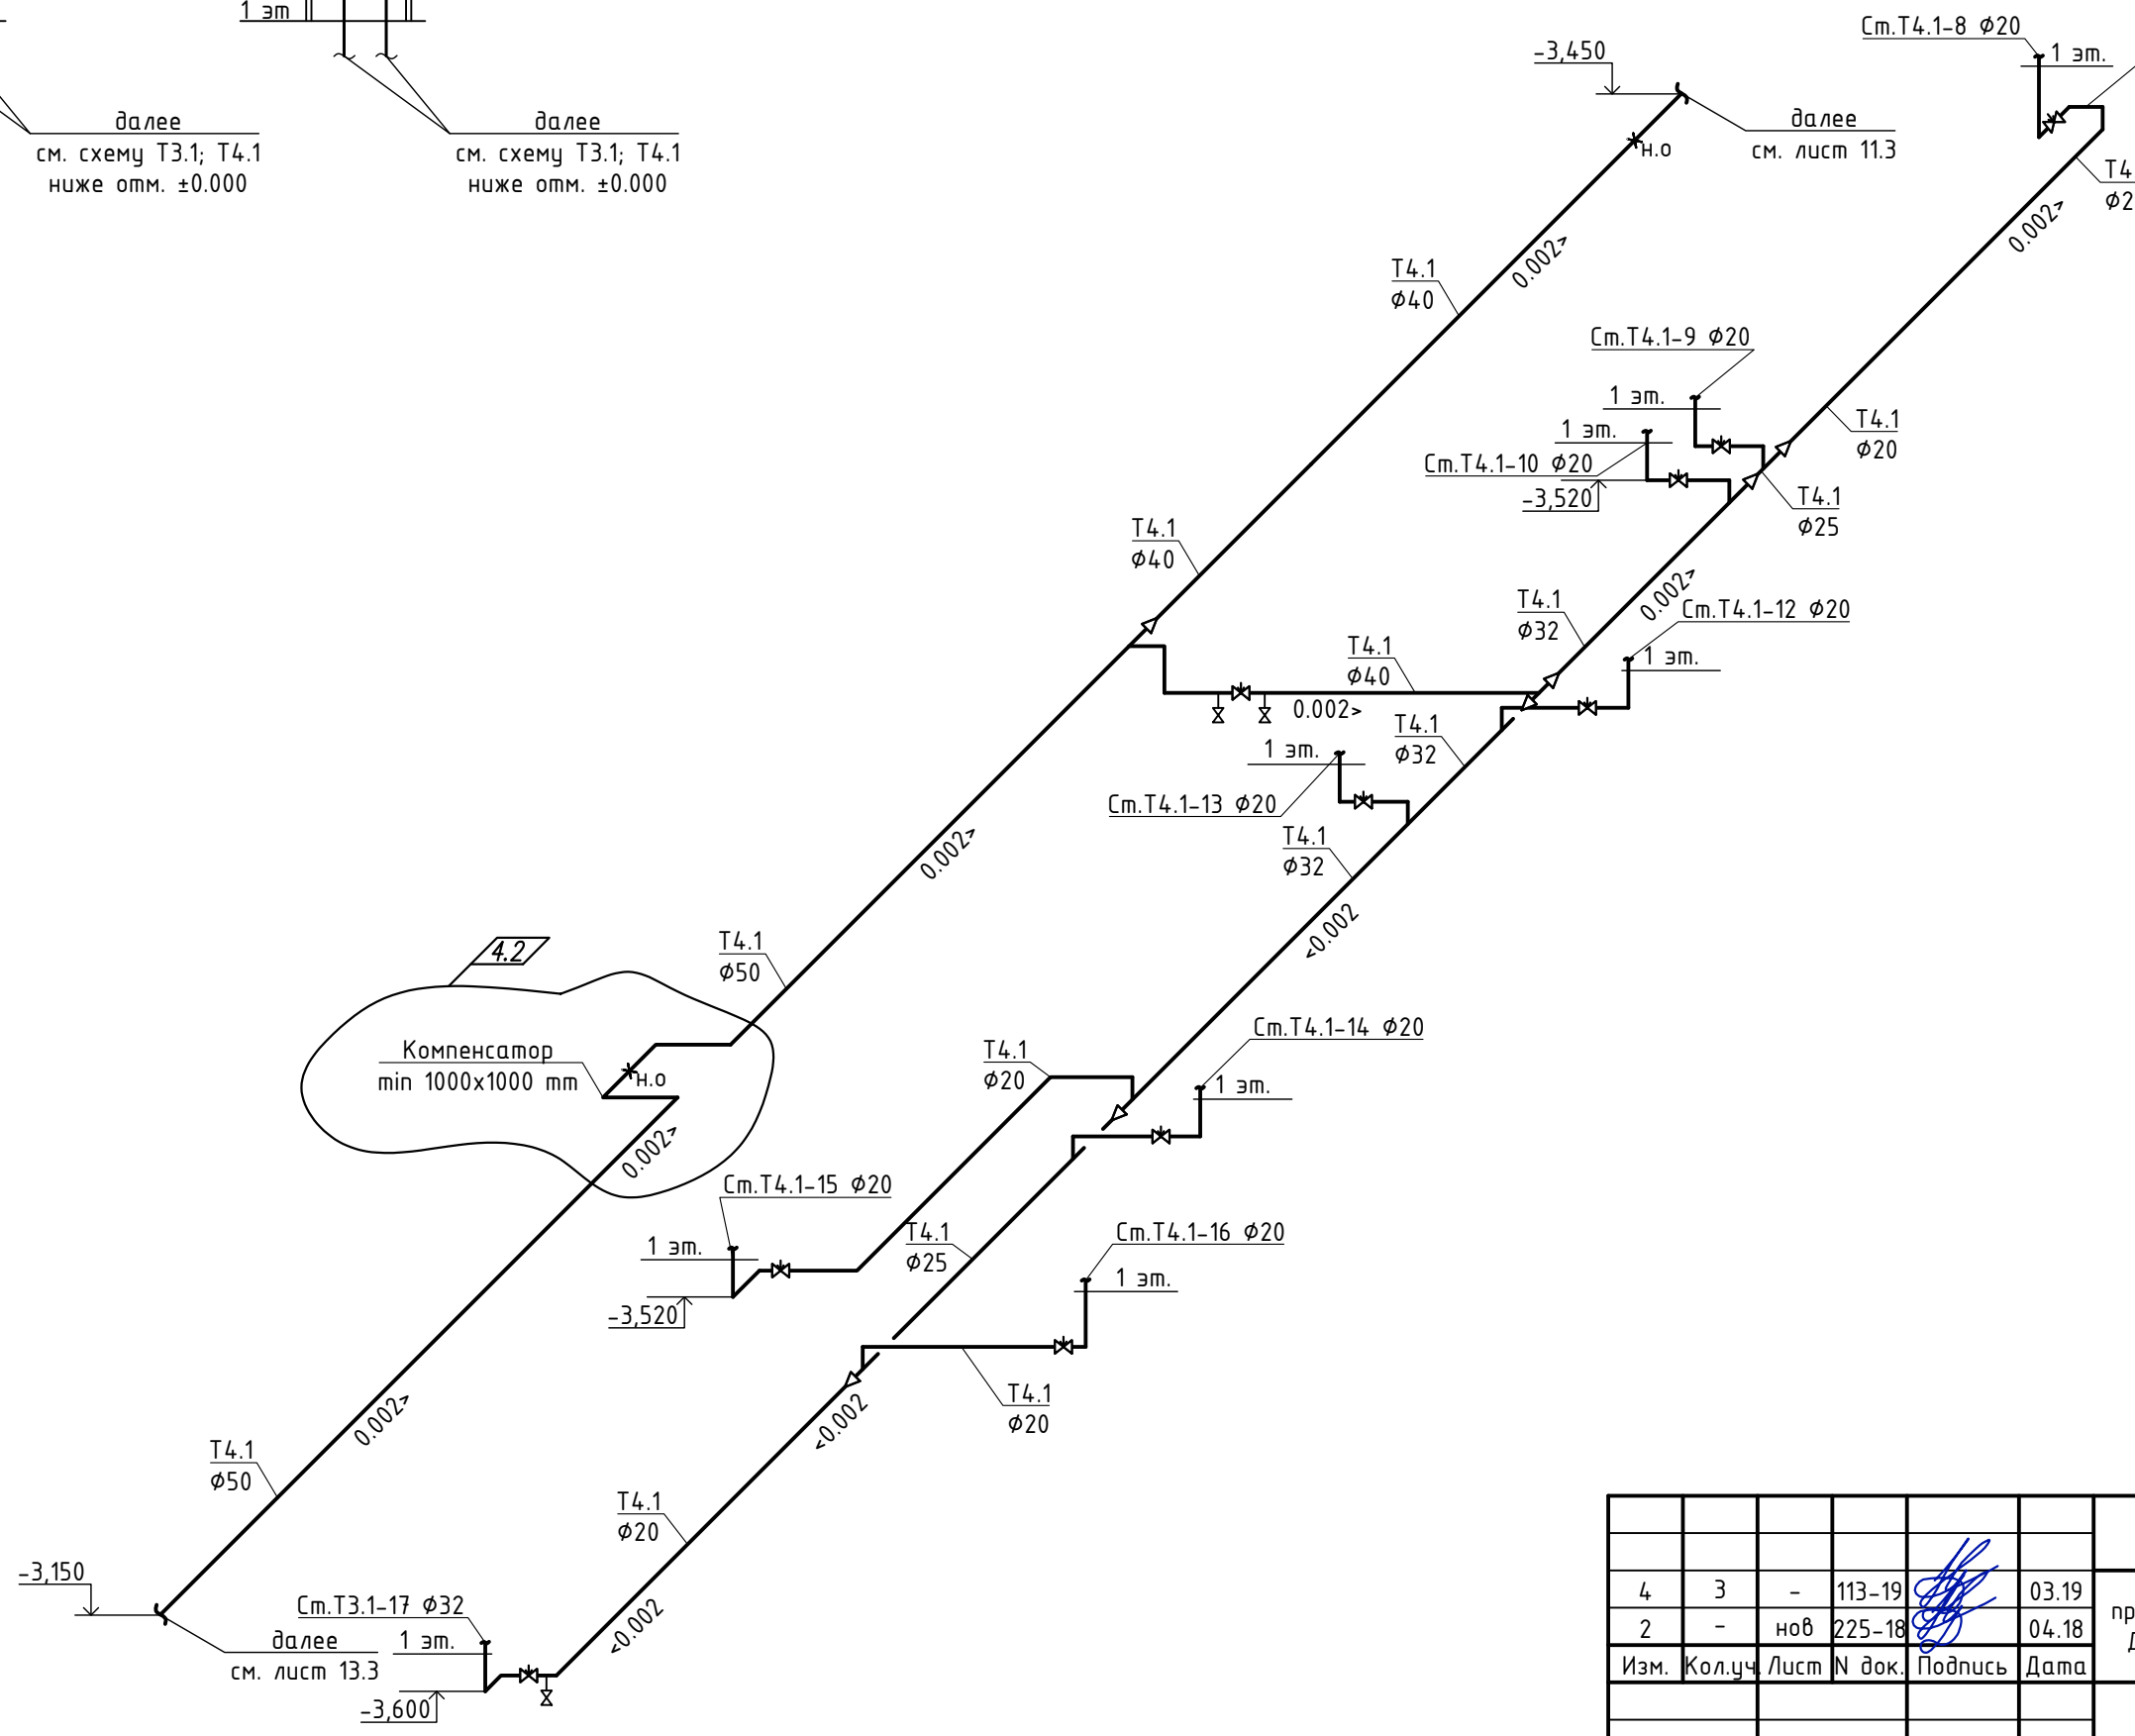 1 эт
далее
см. схему Т3.1; Т4.1
ниже отм. ±0.000
далее
см. схему Т3.1; Т4.1
ниже отм. ±0.000
-3,450
далее
см. лист 11.3
н.о
Ст.Т4.1-8 Ф20
1 эт.
0.002>
Т4.1
Ф40
0.002>
Ст.Т4.1-9 Ф20
1 эт.
1 эт.
Ст.Т4.1-10 Ф20
-3,520
Т4.1
Ф20
Т4.1
Ф25
Т4.1
Ф40
0.002>
Т4.1
Ф32
Ст.Т4.1-12 Ф20
1 эт.
Т4.1
Ф40
0.002>
Т4.1
Ф32
1 эт.
Ст.Т4.1-13 Ф20
Т4.1
Ф32
0.002>
<0.002
4.2
Т4.1
Ф50
Компенсатор
min 1000x1000 mm
н.о
0.002>
Т4.1
Ф20
Ст.Т4.1-14 Ф20
1 эт.
Ст.Т4.1-15 Ф20
1 эт.
-3,520
Т4.1
Ф25
Ст.Т4.1-16 Ф20
1 эт.
Т4.1
Ф20
<0.002
0.002>
Т4.1
Ф50
Т4.1
Ф20
<0.002
-3,150
далее
см. лист 13.3
Ст.Т3.1-17 Ф32
1 эт.
-3,600
4 3 - 113-19 03.19
2 - нов 225-18 04.18
Изм. Кол.уч. Лист N док. Подпись Дата